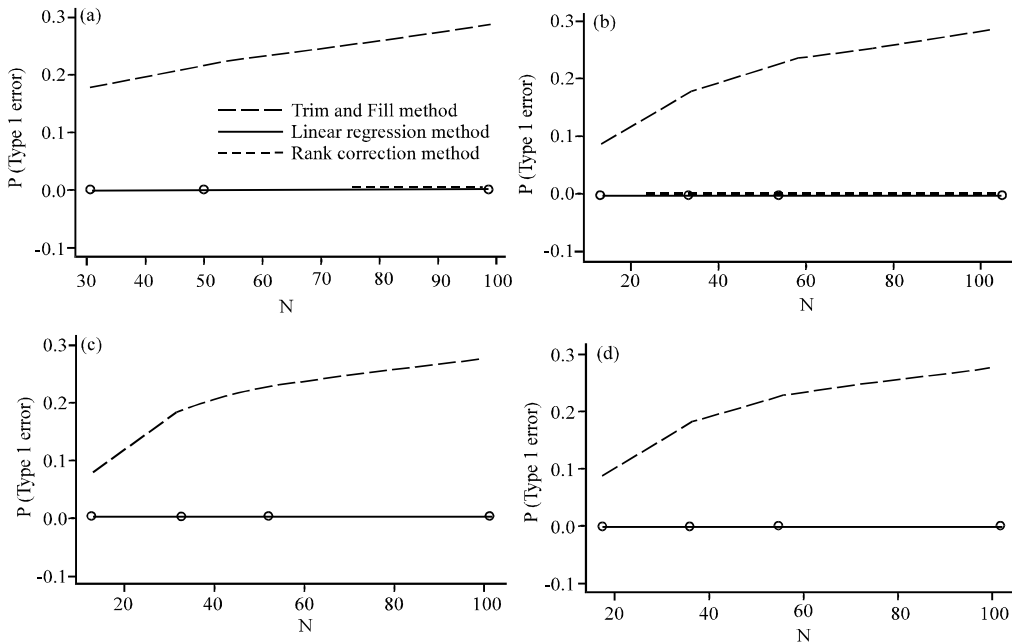 (a)
0.3
0.2
0.1
0.0
-0.1
P (Type 1 error)
Trim and Fill method
Linear regression method
Rank correction method
30 40 50 60 70 80 90 100
N
(b)
0.3
0.2
0.1
0.0
-0.1
P (Type 1 error)
20 40 60 80 100
N
(c)
0.3
0.2
0.1
0.0
-0.1
P (Type 1 error)
20 40 60 80 100
N
(d)
0.3
0.2
0.1
0.0
-0.1
P (Type 1 error)
20 40 60 80 100
N